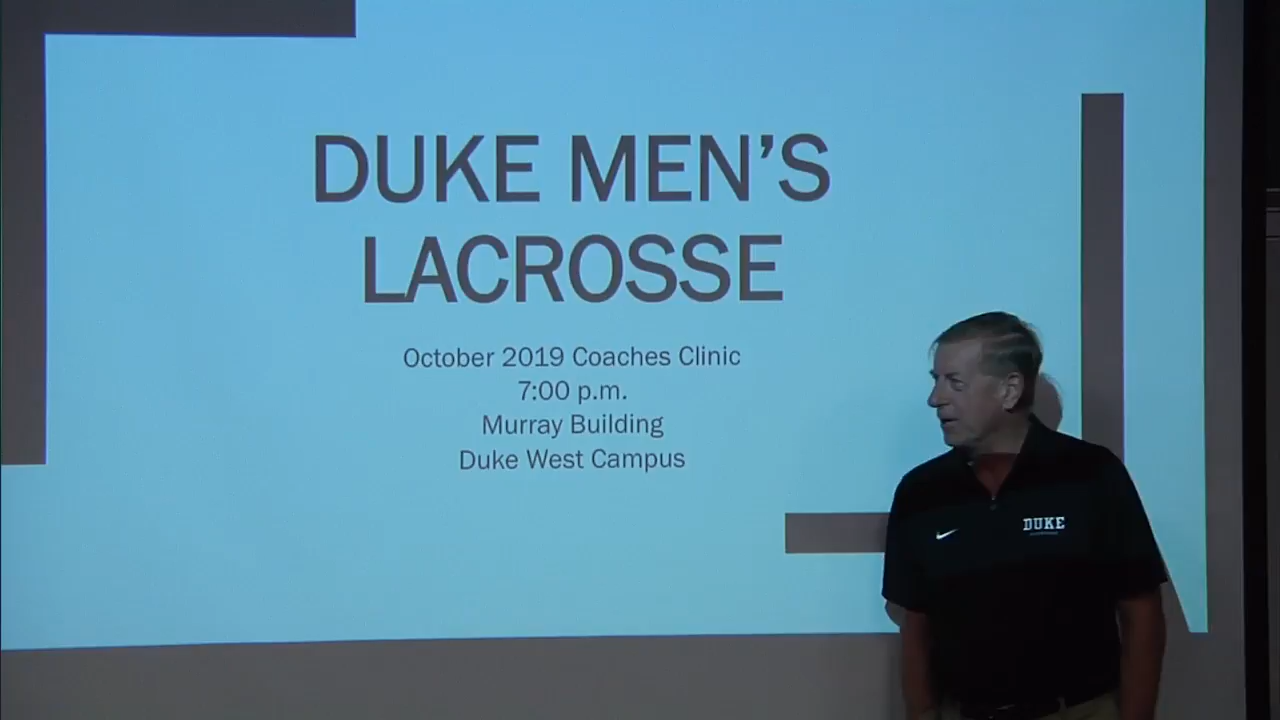 DUKE MEN’S
LACROSSE
October 2019 Coaches Clinic
7:00 p.m.
Murray Building
Duke West Campus
DUKE